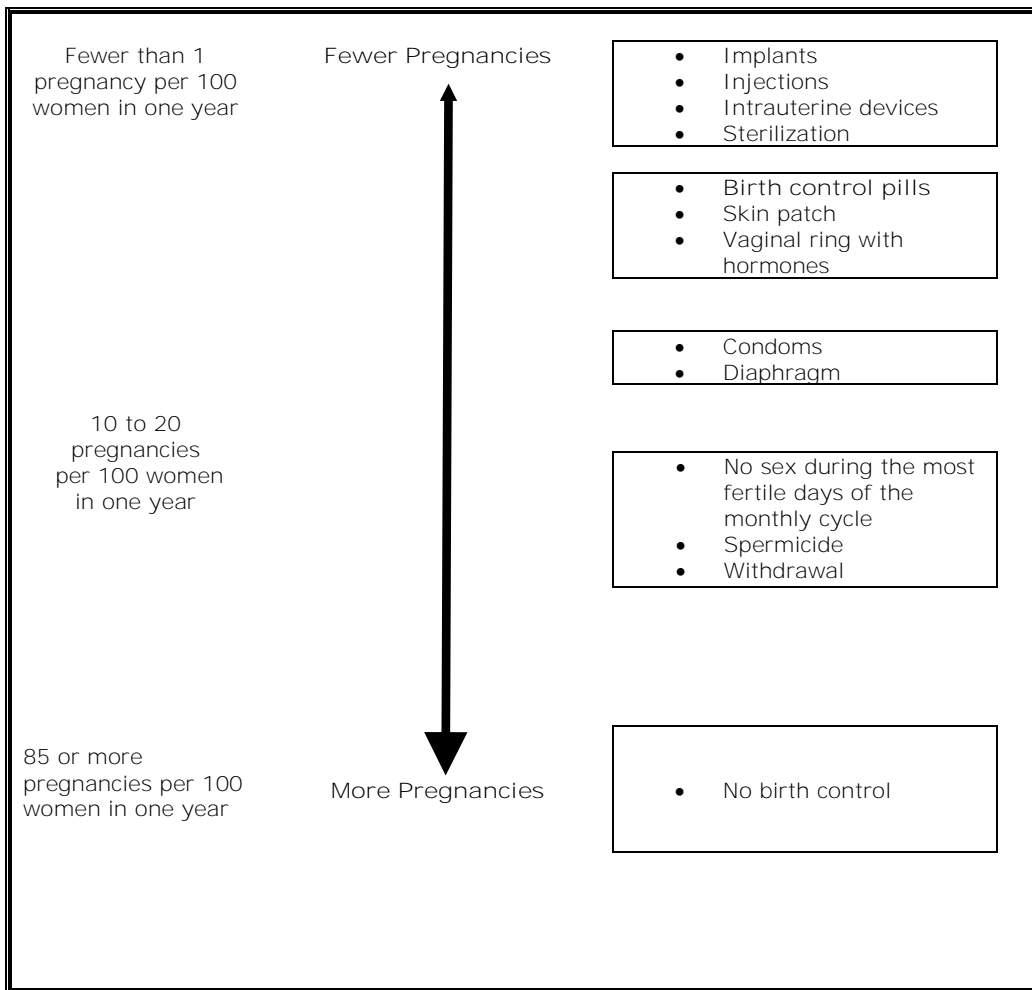 Fewer than 1
pregnancy per 100
women in one year
Fewer Pregnancies
• Implants
• Injections
• Intrauterine devices
• Sterilization
• Birth control pills
• Skin patch
• Vaginal ring with
hormones
• Condoms
• Diaphragm
10 to 20
pregnancies
per 100 women
in one year
• No sex during the most
fertile days of the
monthly cycle
• Spermicide
• Withdrawal
85 or more
pregnancies per 100
women in one year
More Pregnancies
• No birth control